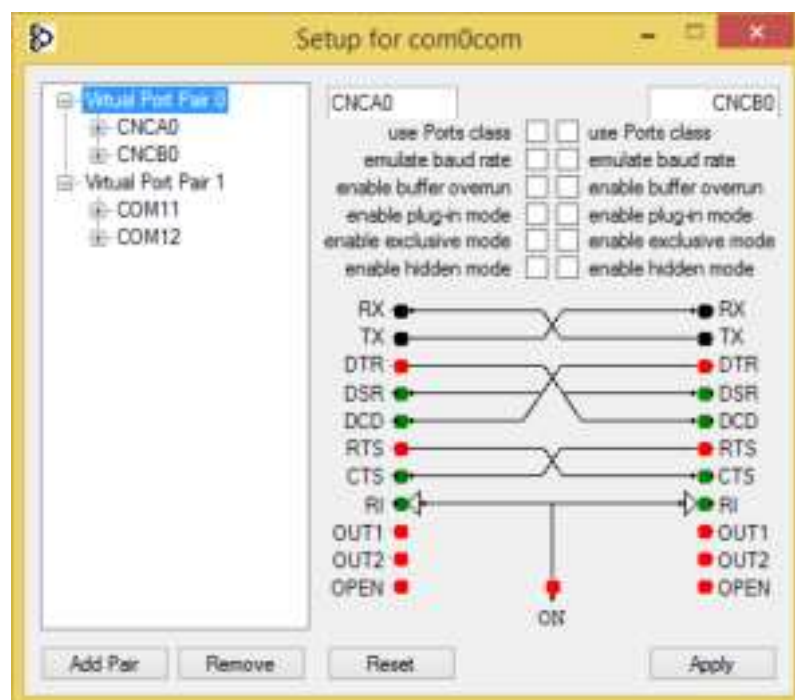 Setup for com0com
Virtual Port Pair 0
CNCA0
CNCB0
Virtual Port Pair 1
COM11
COM12
CNCA0 CNCB0
use Ports class use Ports class
emulate baud rate emulate baud rate
enable buffer overrun enable buffer overrun
enable plug-in mode enable plug-in mode
enable exclusive mode enable exclusive mode
enable hidden mode enable hidden mode
RX RX
TX TX
DTR DTR
DSR DSR
DCD DCD
RTS RTS
CTS CTS
RI RI
OUT1 OUT1
OUT2 OUT2
OPEN OPEN
ON
Add Pair Remove Reset Apply